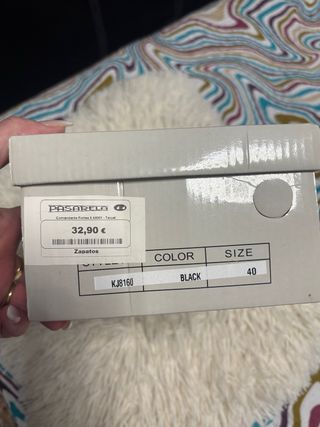 PASARELA
32,90 €
Zapatos
COLOR
SIZE
KJ8160
BLACK
40